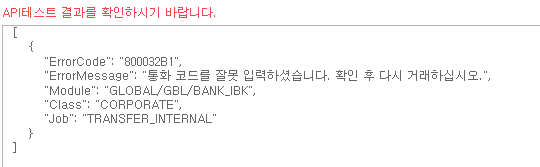 API테스트 결과를 확인하시기 바랍니다.
[
{
"ErrorCode": "800032B1",
"ErrorMessage": "통화 코드를 잘못 입력하셨습니다. 확인 후 다시 거래하십시오.",
"Module": "GLOBAL/GBL/BANK_IBK",
"Class": "CORPORATE",
"Job": "TRANSFER_INTERNAL"
}
]